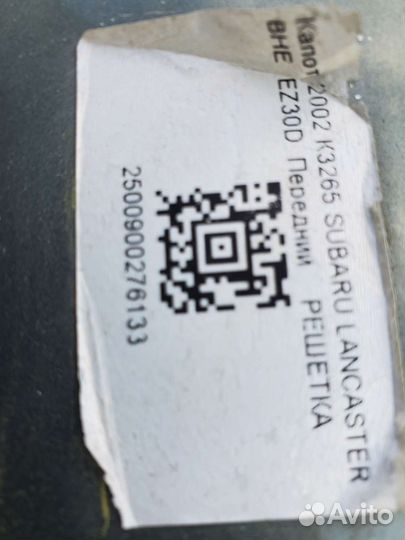 Капот 2002 K3265 SUBARU LANCASTER
BHE EZ30D Передний РЕШЕТКА
2500900276133
Avito